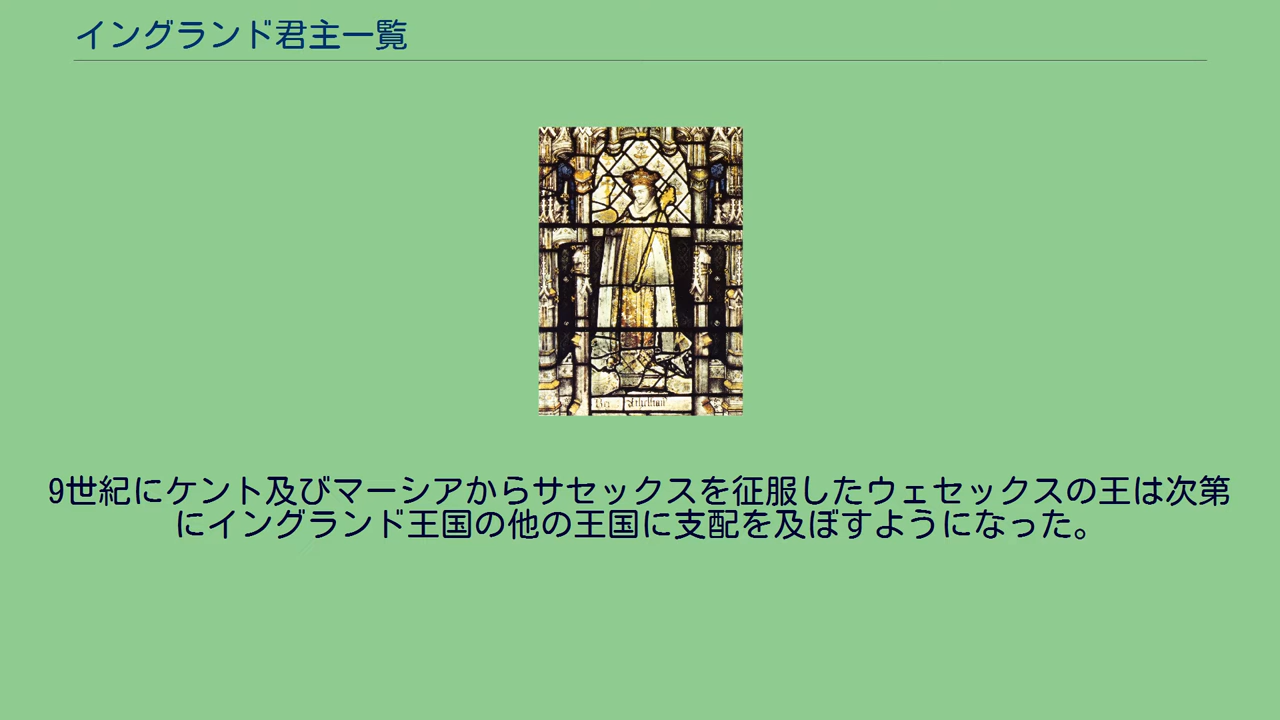 イングランド君主一覧
9世紀にケント及びマーシアからサセックスを征服したウェセックスの王は次第
にイングランド王国の他の王国に支配を及ぼすようになった。